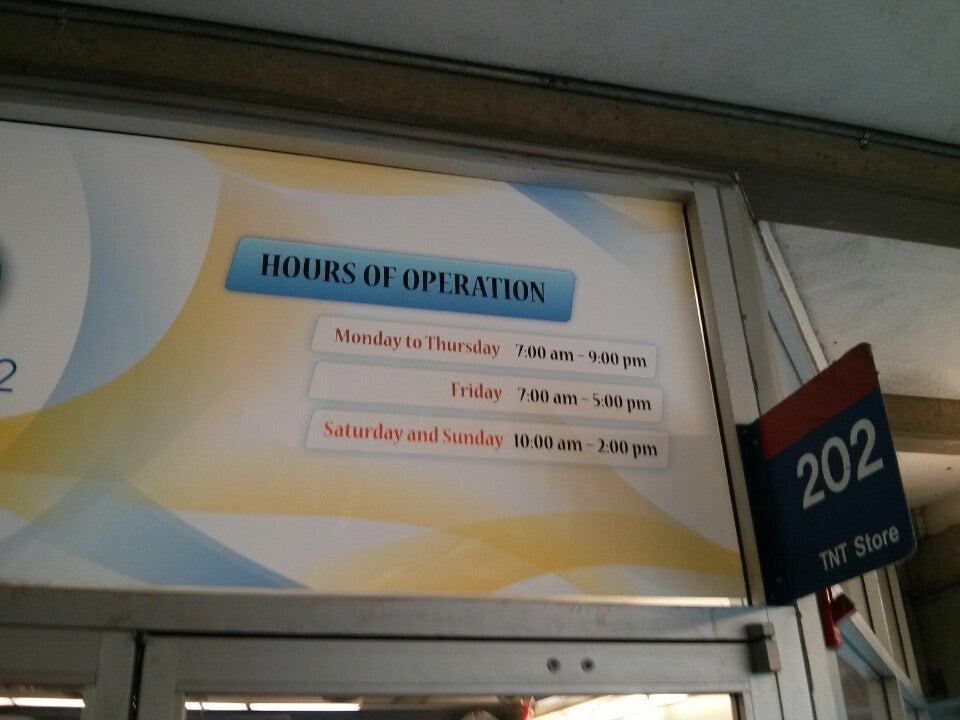 HOURS OF OPERATION
Monday to Thursday 7:00 am - 9:00 pm
Friday 7:00 am - 5:00 pm
Saturday and Sunday 10:00 am - 2:00 pm
2
202
TNT Store